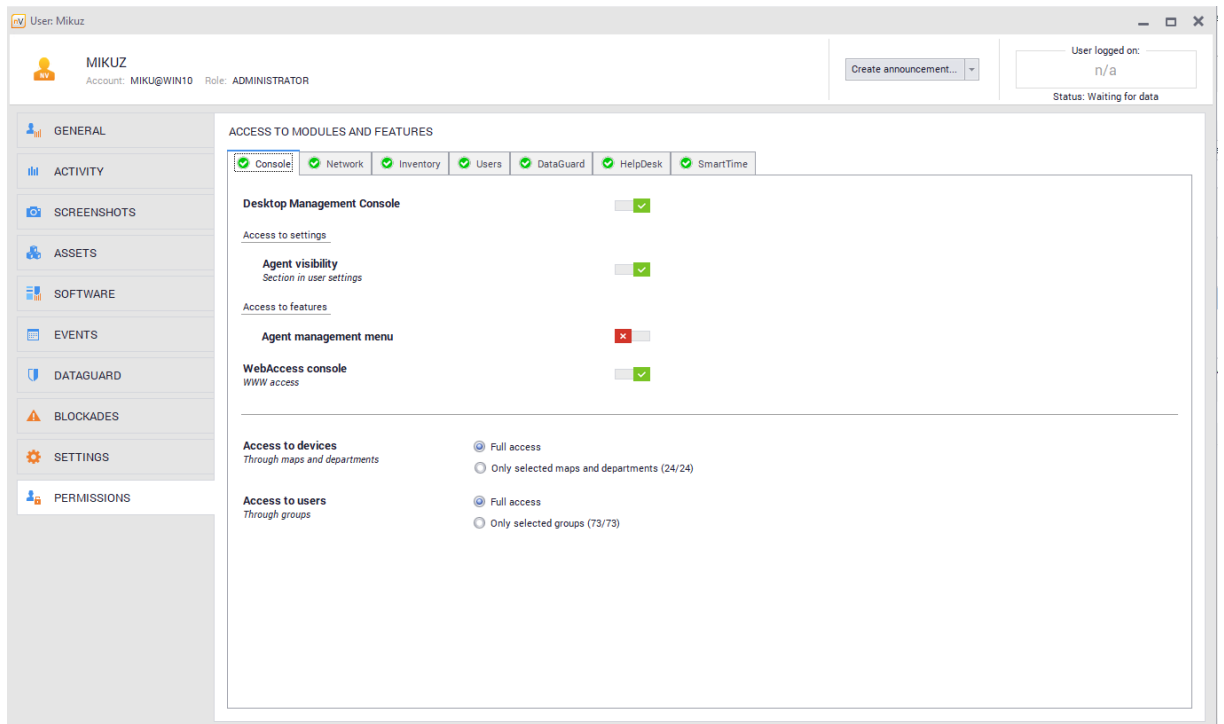 nV User: Mikuz
NV
MIKUZ
Account: MIKU@WIN10 Role: ADMINISTRATOR
Create announcement...
User logged on:
n/a
Status: Waiting for data
GENERAL
ACTIVITY
SCREENSHOTS
ASSETS
SOFTWARE
EVENTS
DATAGUARD
BLOCKADES
SETTINGS
PERMISSIONS
ACCESS TO MODULES AND FEATURES
Console Network Inventory Users DataGuard HelpDesk SmartTime
Desktop Management Console
Access to settings
Agent visibility
Section in user settings
Access to features
Agent management menu
WebAccess console
WWW access
Access to devices
Through maps and departments
Full access
Only selected maps and departments (24/24)
Access to users
Through groups
Full access
Only selected groups (73/73)